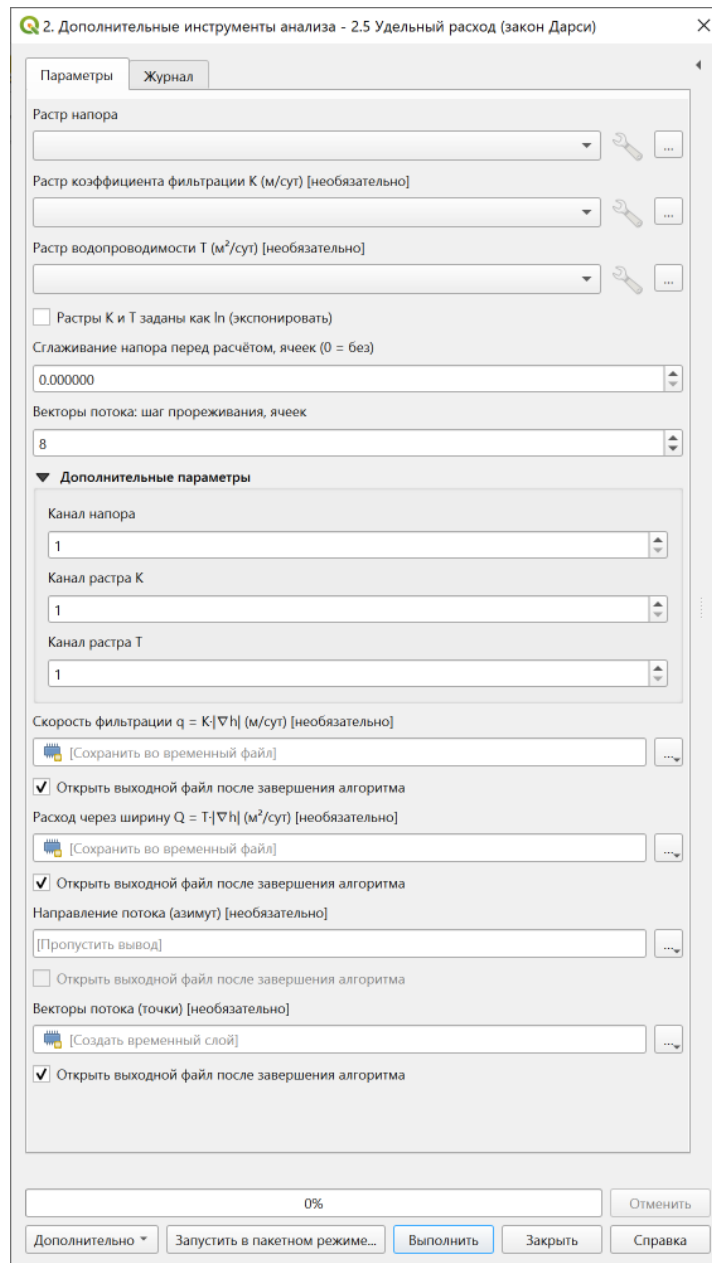 2. Дополнительные инструменты анализа - 2.5 Удельный расход (закон Дарси)
Параметры
Журнал
Растр напора
...
Растр коэффициента фильтрации K (м/сут) [необязательно]
...
Растр водопроводимости T (м²/сут) [необязательно]
...
Растры K и T заданы как ln (экспонировать)
Сглаживание напора перед расчётом, ячеек (0 = без)
0.000000
Векторы потока: шаг прореживания, ячеек
8
Дополнительные параметры
Канал напора
1
Канал растра K
1
Канал растра T
1
Скорость фильтрации q = K·|∇h| (м/сут) [необязательно]
[Сохранить во временный файл]
...
Открыть выходной файл после завершения алгоритма
Расход через ширину Q = T·|∇h| (м²/сут) [необязательно]
[Сохранить во временный файл]
...
Открыть выходной файл после завершения алгоритма
Направление потока (азимут) [необязательно]
[Пропустить вывод]
...
Открыть выходной файл после завершения алгоритма
Векторы потока (точки) [необязательно]
[Создать временный слой]
...
Открыть выходной файл после завершения алгоритма
0%
Отменить
Дополнительно
Запустить в пакетном режиме...
Выполнить
Закрыть
Справка